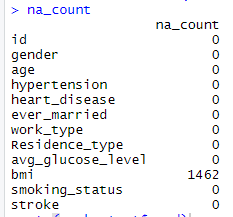 > na_count
na_count
id 0
gender 0
age 0
hypertension 0
heart_disease 0
ever_married 0
work_type 0
Residence_type 0
avg_glucose_level 0
bmi 1462
smoking_status 0
stroke 0